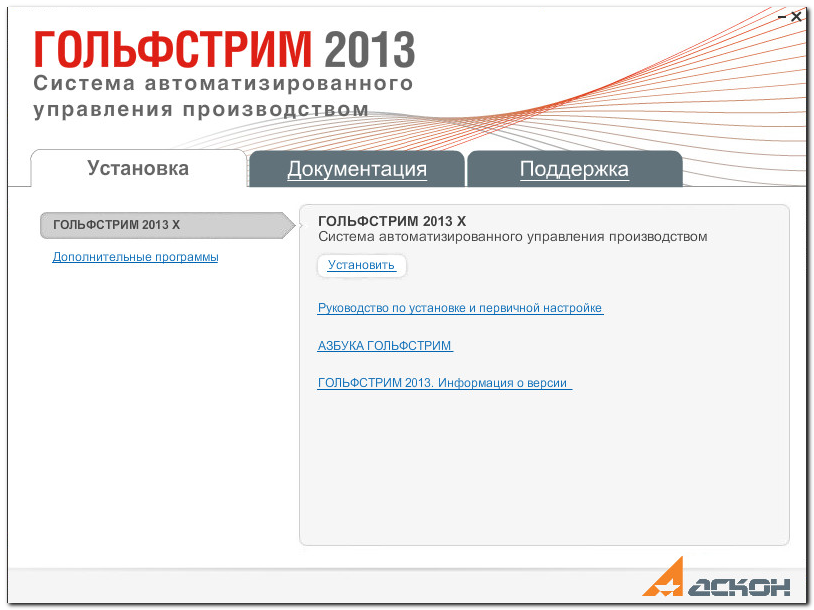 ГОЛЬФСТРИМ 2013
Система автоматизированного
управления производством
Установка
Документация
Поддержка
ГОЛЬФСТРИМ 2013 X
Дополнительные программы
ГОЛЬФСТРИМ 2013 X
Система автоматизированного управления производством
Установить
Руководство по установке и первичной настройке
АЗБУКА ГОЛЬФСТРИМ
ГОЛЬФСТРИМ 2013. Информация о версии
АСКОН